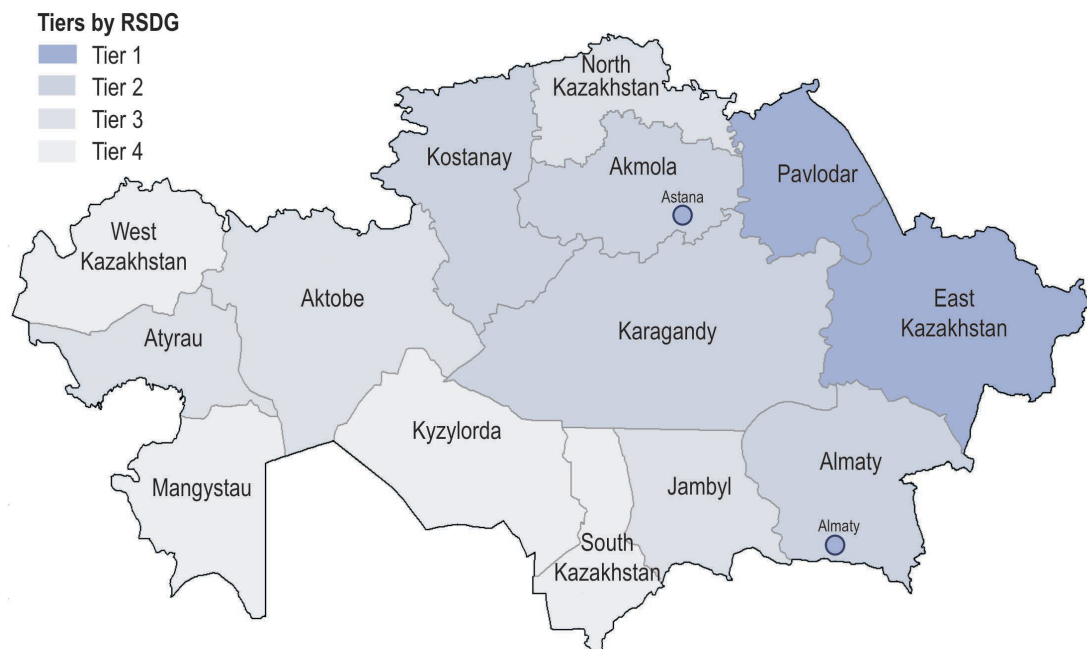 Tiers by RSDG
Tier 1
Tier 2
Tier 3
Tier 4
North
Kazakhstan
Kostanay
Akmola
Astana
Pavlodar
West
Kazakhstan
Aktobe
East
Kazakhstan
Atyrau
Karagandy
Kyzylorda
Almaty
Mangystau
Jambyl
Almaty
South
Kazakhstan